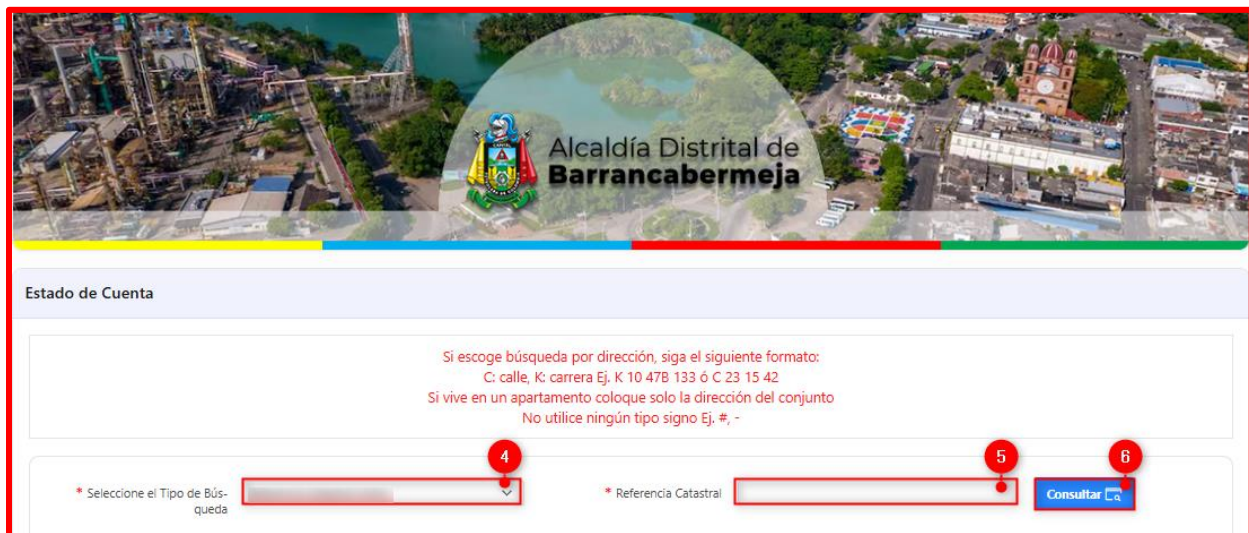 Alcaldía Distrital de
Barrancabermeja
Estado de Cuenta
Si escoge búsqueda por dirección, siga el siguiente formato:
C: calle, K: carrera Ej. K 10 47B 133 ó C 23 15 42
Si vive en un apartamento coloque solo la dirección del conjunto
No utilice ningún tipo signo Ej. #, -
4
5
6
* Seleccione el Tipo de Bús-
queda
* Referencia Catastral
Consultar